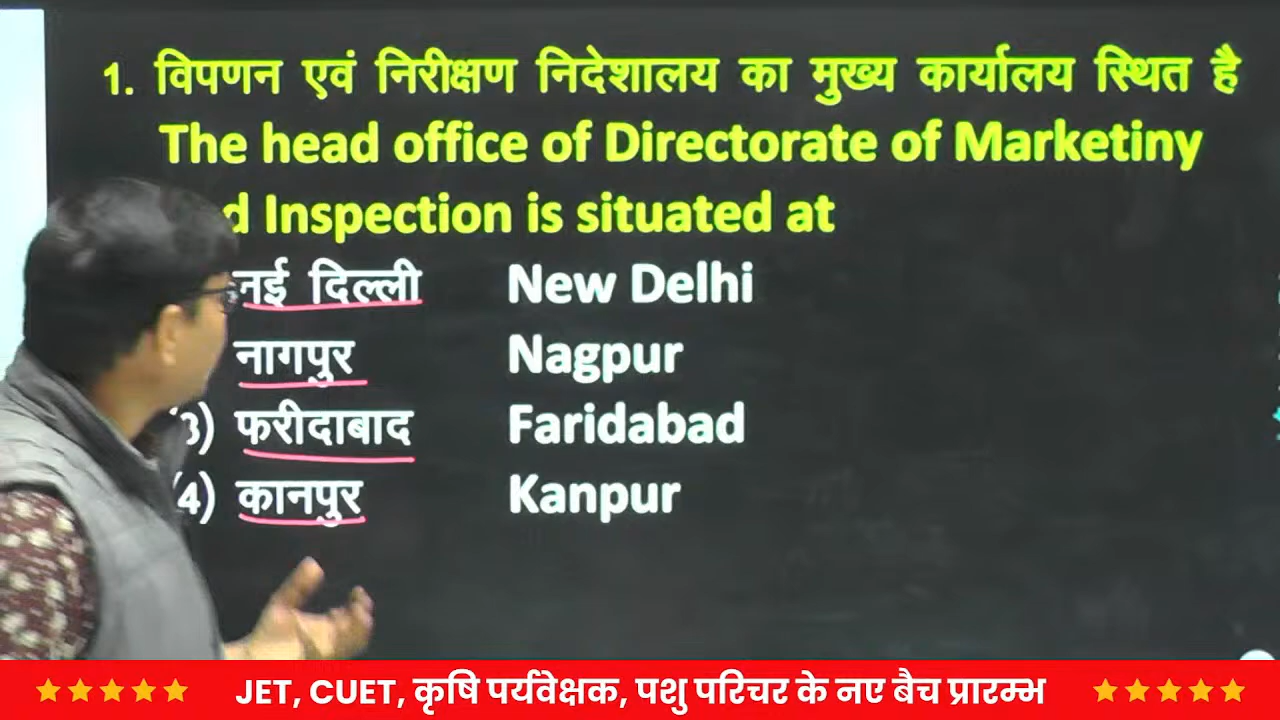 1. विपणन एवं निरीक्षण निदेशालय का मुख्य कार्यालय स्थित है
The head office of Directorate of Marketiny
Inspection is situated at
नई दिल्ली New Delhi
नागपुर Nagpur
(3) फरीदाबाद Faridabad
(4) कानपुर Kanpur
JET, CUET, कृषि पर्यवेक्षक, पशु परिचर के नए बैच प्रारम्भ